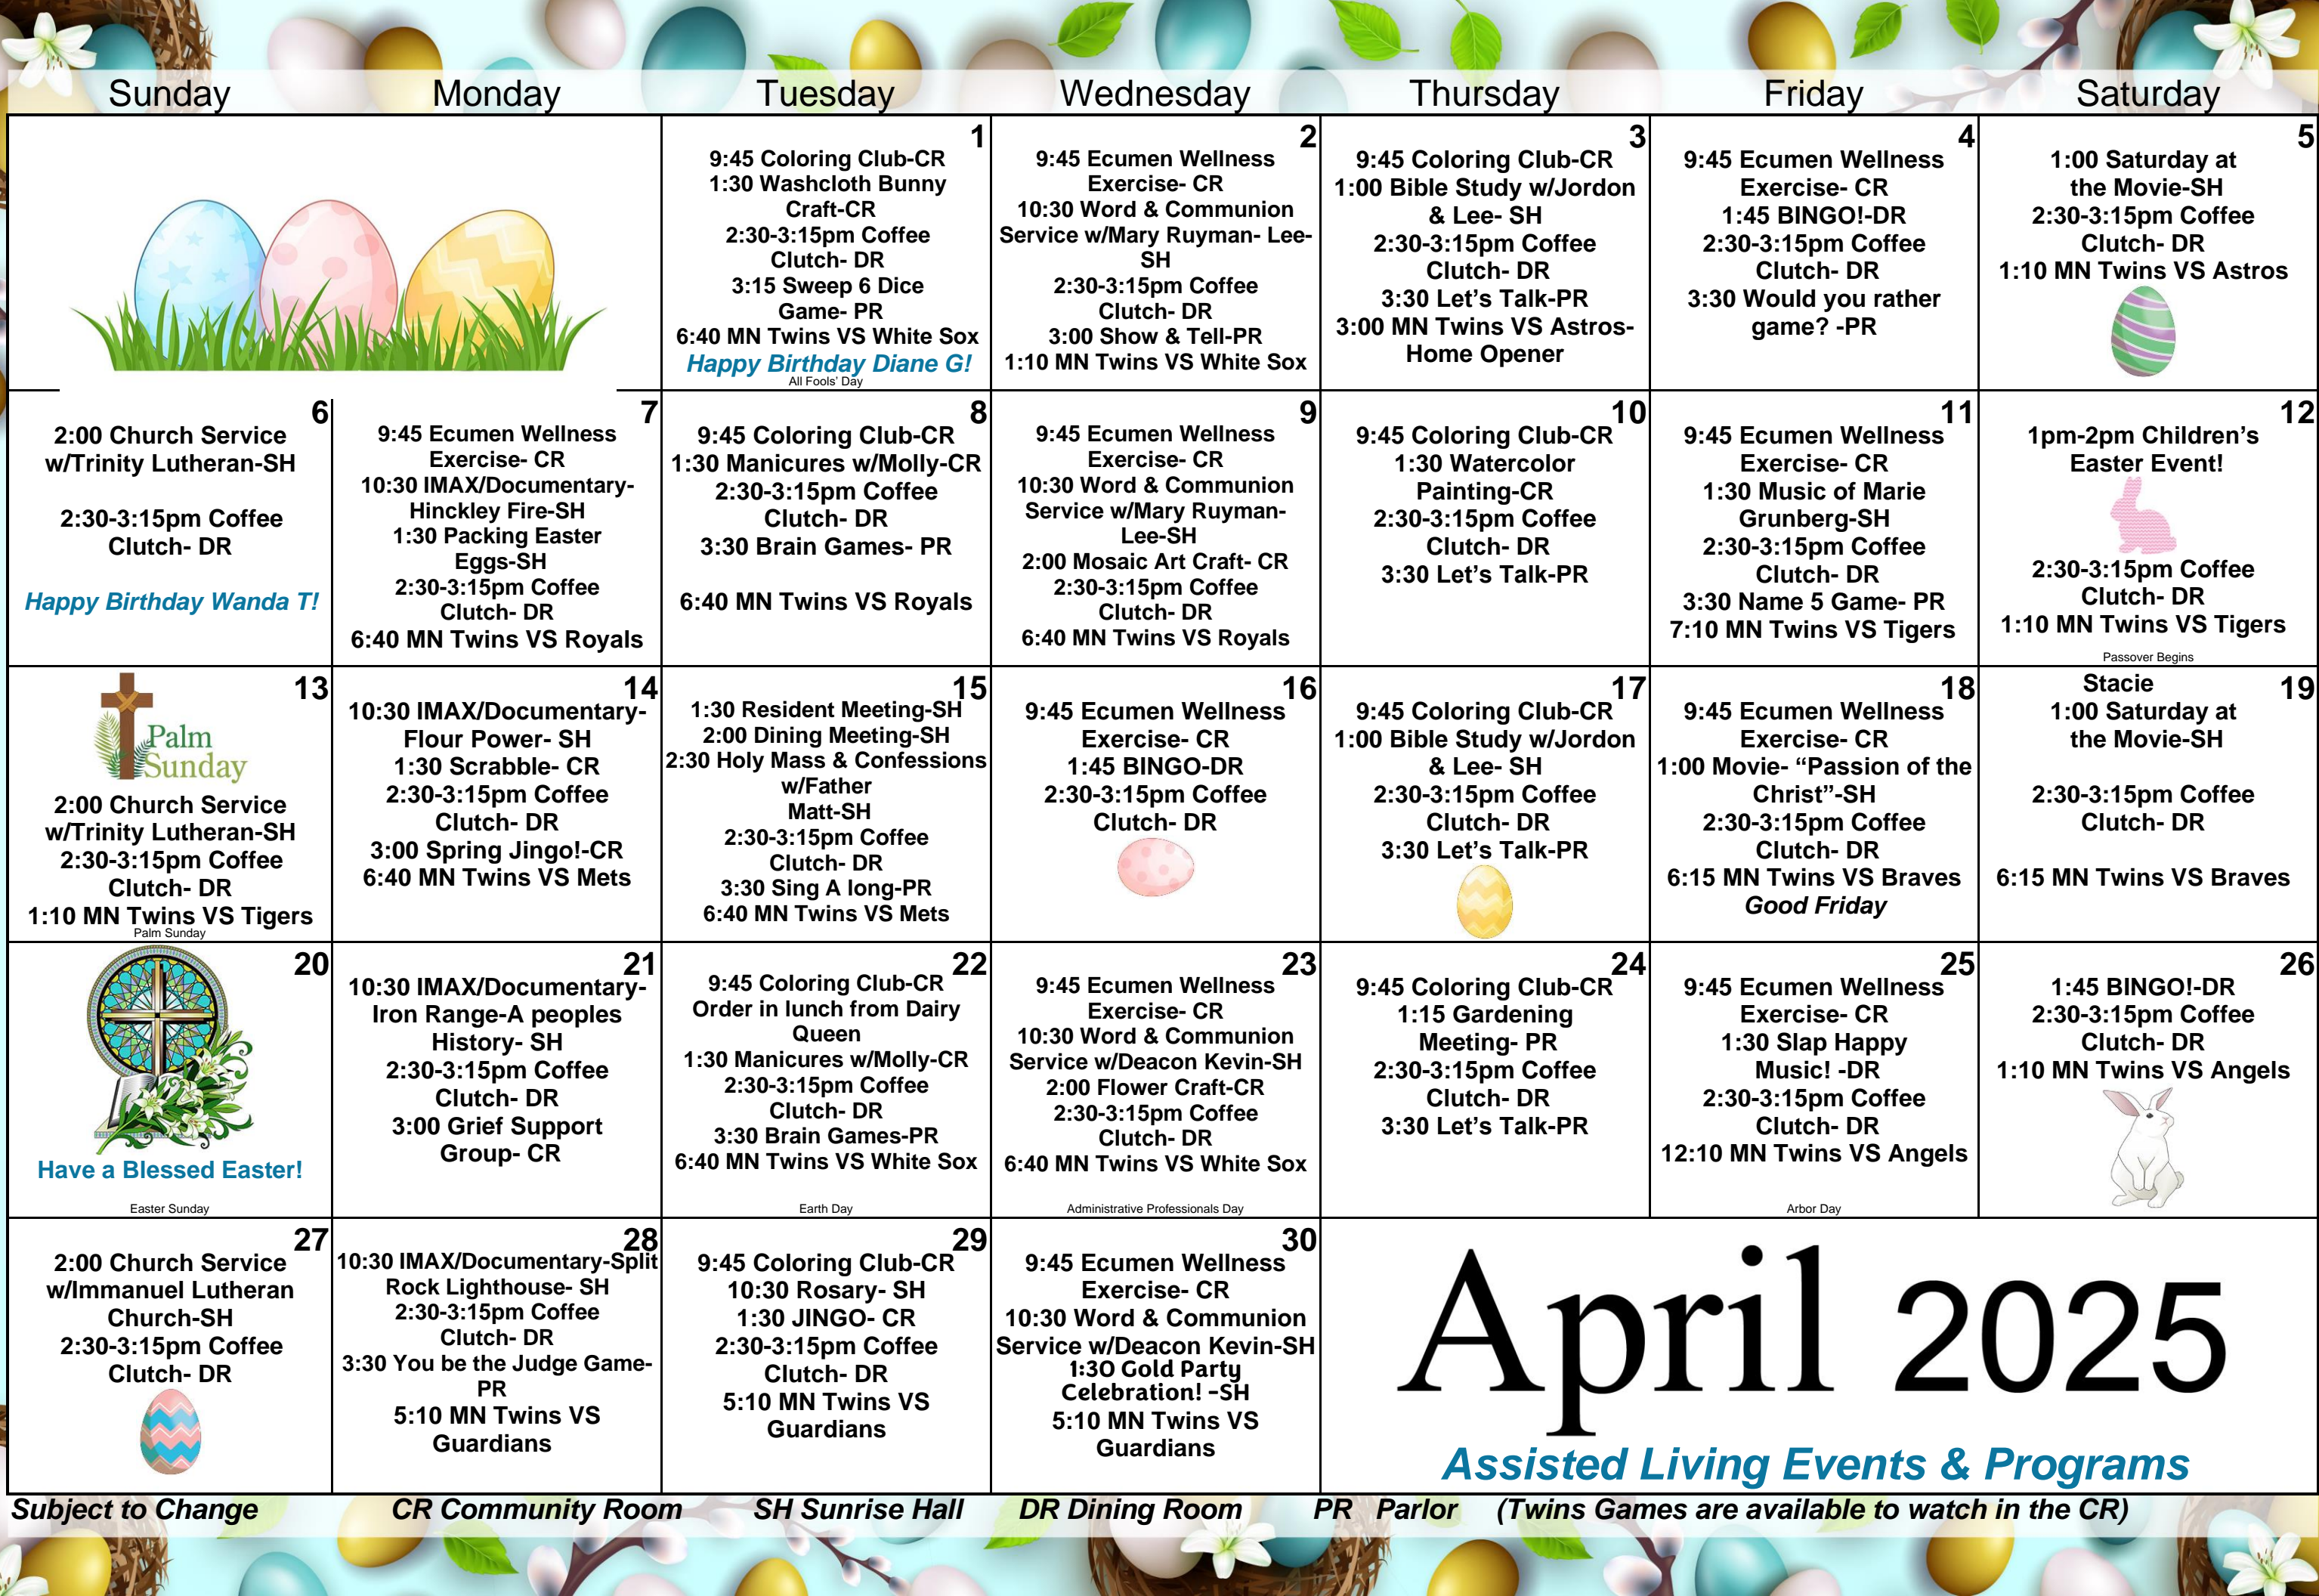 Sunday Monday Tuesday Wednesday Thursday Friday Saturday
1
9:45 Coloring Club-CR
1:30 Washcloth Bunny
Craft-CR
2:30-3:15pm Coffee
Clutch- DR
3:15 Sweep 6 Dice
Game- PR
6:40 MN Twins VS White Sox
Happy Birthday Diane G!
All Fools' Day
2
9:45 Ecumen Wellness
Exercise- CR
10:30 Word & Communion
Service w/Mary Ruyman- Lee-
SH
2:30-3:15pm Coffee
Clutch- DR
3:00 Show & Tell-PR
1:10 MN Twins VS White Sox
3
9:45 Coloring Club-CR
1:00 Bible Study w/Jordon
& Lee- SH
2:30-3:15pm Coffee
Clutch- DR
3:30 Let's Talk-PR
3:00 MN Twins VS Astros-
Home Opener
4
9:45 Ecumen Wellness
Exercise- CR
1:45 BINGO!-DR
2:30-3:15pm Coffee
Clutch- DR
3:30 Would you rather
game? -PR
5
1:00 Saturday at
the Movie-SH
2:30-3:15pm Coffee
Clutch- DR
1:10 MN Twins VS Astros
6
2:00 Church Service
w/Trinity Lutheran-SH
2:30-3:15pm Coffee
Clutch- DR
Happy Birthday Wanda T!
7
9:45 Ecumen Wellness
Exercise- CR
10:30 IMAX/Documentary-
Hinckley Fire-SH
1:30 Packing Easter
Eggs-SH
2:30-3:15pm Coffee
Clutch- DR
6:40 MN Twins VS Royals
8
9:45 Coloring Club-CR
1:30 Manicures w/Molly-CR
2:30-3:15pm Coffee
Clutch- DR
3:30 Brain Games- PR
6:40 MN Twins VS Royals
9
9:45 Ecumen Wellness
Exercise- CR
10:30 Word & Communion
Service w/Mary Ruyman-
Lee-SH
2:00 Mosaic Art Craft- CR
2:30-3:15pm Coffee
Clutch- DR
6:40 MN Twins VS Royals
10
9:45 Coloring Club-CR
1:30 Watercolor
Painting-CR
2:30-3:15pm Coffee
Clutch- DR
3:30 Let's Talk-PR
11
9:45 Ecumen Wellness
Exercise- CR
1:30 Music of Marie
Grunberg-SH
2:30-3:15pm Coffee
Clutch- DR
3:30 Name 5 Game- PR
7:10 MN Twins VS Tigers
12
1pm-2pm Children's
Easter Event!
2:30-3:15pm Coffee
Clutch- DR
1:10 MN Twins VS Tigers
Passover Begins
13
Palm
Sunday
2:00 Church Service
w/Trinity Lutheran-SH
2:30-3:15pm Coffee
Clutch- DR
1:10 MN Twins VS Tigers
Palm Sunday
14
10:30 IMAX/Documentary-
Flour Power- SH
1:30 Scrabble- CR
2:30-3:15pm Coffee
Clutch- DR
3:00 Spring Jingo!-CR
6:40 MN Twins VS Mets
15
1:30 Resident Meeting-SH
2:00 Dining Meeting-SH
2:30 Holy Mass & Confessions
w/Father
Matt-SH
2:30-3:15pm Coffee
Clutch- DR
3:30 Sing A long-PR
6:40 MN Twins VS Mets
16
9:45 Ecumen Wellness
Exercise- CR
1:45 BINGO-DR
2:30-3:15pm Coffee
Clutch- DR
17
9:45 Coloring Club-CR
1:00 Bible Study w/Jordon
& Lee- SH
2:30-3:15pm Coffee
Clutch- DR
3:30 Let's Talk-PR
18
9:45 Ecumen Wellness
Exercise- CR
1:00 Movie- “Passion of the
Christ”-SH
2:30-3:15pm Coffee
Clutch- DR
6:15 MN Twins VS Braves
Good Friday
19
Stacie
1:00 Saturday at
the Movie-SH
2:30-3:15pm Coffee
Clutch- DR
6:15 MN Twins VS Braves
20
Have a Blessed Easter!
Easter Sunday
21
10:30 IMAX/Documentary-
Iron Range-A peoples
History- SH
2:30-3:15pm Coffee
Clutch- DR
3:00 Grief Support
Group- CR
22
9:45 Coloring Club-CR
Order in lunch from Dairy
Queen
1:30 Manicures w/Molly-CR
2:30-3:15pm Coffee
Clutch- DR
3:30 Brain Games-PR
6:40 MN Twins VS White Sox
Earth Day
23
9:45 Ecumen Wellness
Exercise- CR
10:30 Word & Communion
Service w/Deacon Kevin-SH
2:00 Flower Craft-CR
2:30-3:15pm Coffee
Clutch- DR
6:40 MN Twins VS White Sox
Administrative Professionals Day
24
9:45 Coloring Club-CR
1:15 Gardening
Meeting- PR
2:30-3:15pm Coffee
Clutch- DR
3:30 Let's Talk-PR
25
9:45 Ecumen Wellness
Exercise- CR
1:30 Slap Happy
Music! -DR
2:30-3:15pm Coffee
Clutch- DR
12:10 MN Twins VS Angels
Arbor Day
26
1:45 BINGO!-DR
2:30-3:15pm Coffee
Clutch- DR
1:10 MN Twins VS Angels
27
2:00 Church Service
w/Immanuel Lutheran
Church-SH
2:30-3:15pm Coffee
Clutch- DR
28
10:30 IMAX/Documentary-Split
Rock Lighthouse- SH
2:30-3:15pm Coffee
Clutch- DR
3:30 You be the Judge Game-
PR
5:10 MN Twins VS
Guardians
29
9:45 Coloring Club-CR
10:30 Rosary- SH
1:30 JINGO- CR
2:30-3:15pm Coffee
Clutch- DR
5:10 MN Twins VS
Guardians
30
9:45 Ecumen Wellness
Exercise- CR
10:30 Word & Communion
Service w/Deacon Kevin-SH
1:30 Gold Party
Celebration! -SH
5:10 MN Twins VS
Guardians
April 2025
Assisted Living Events & Programs
Subject to Change CR Community Room SH Sunrise Hall DR Dining Room PR Parlor (Twins Games are available to watch in the CR)